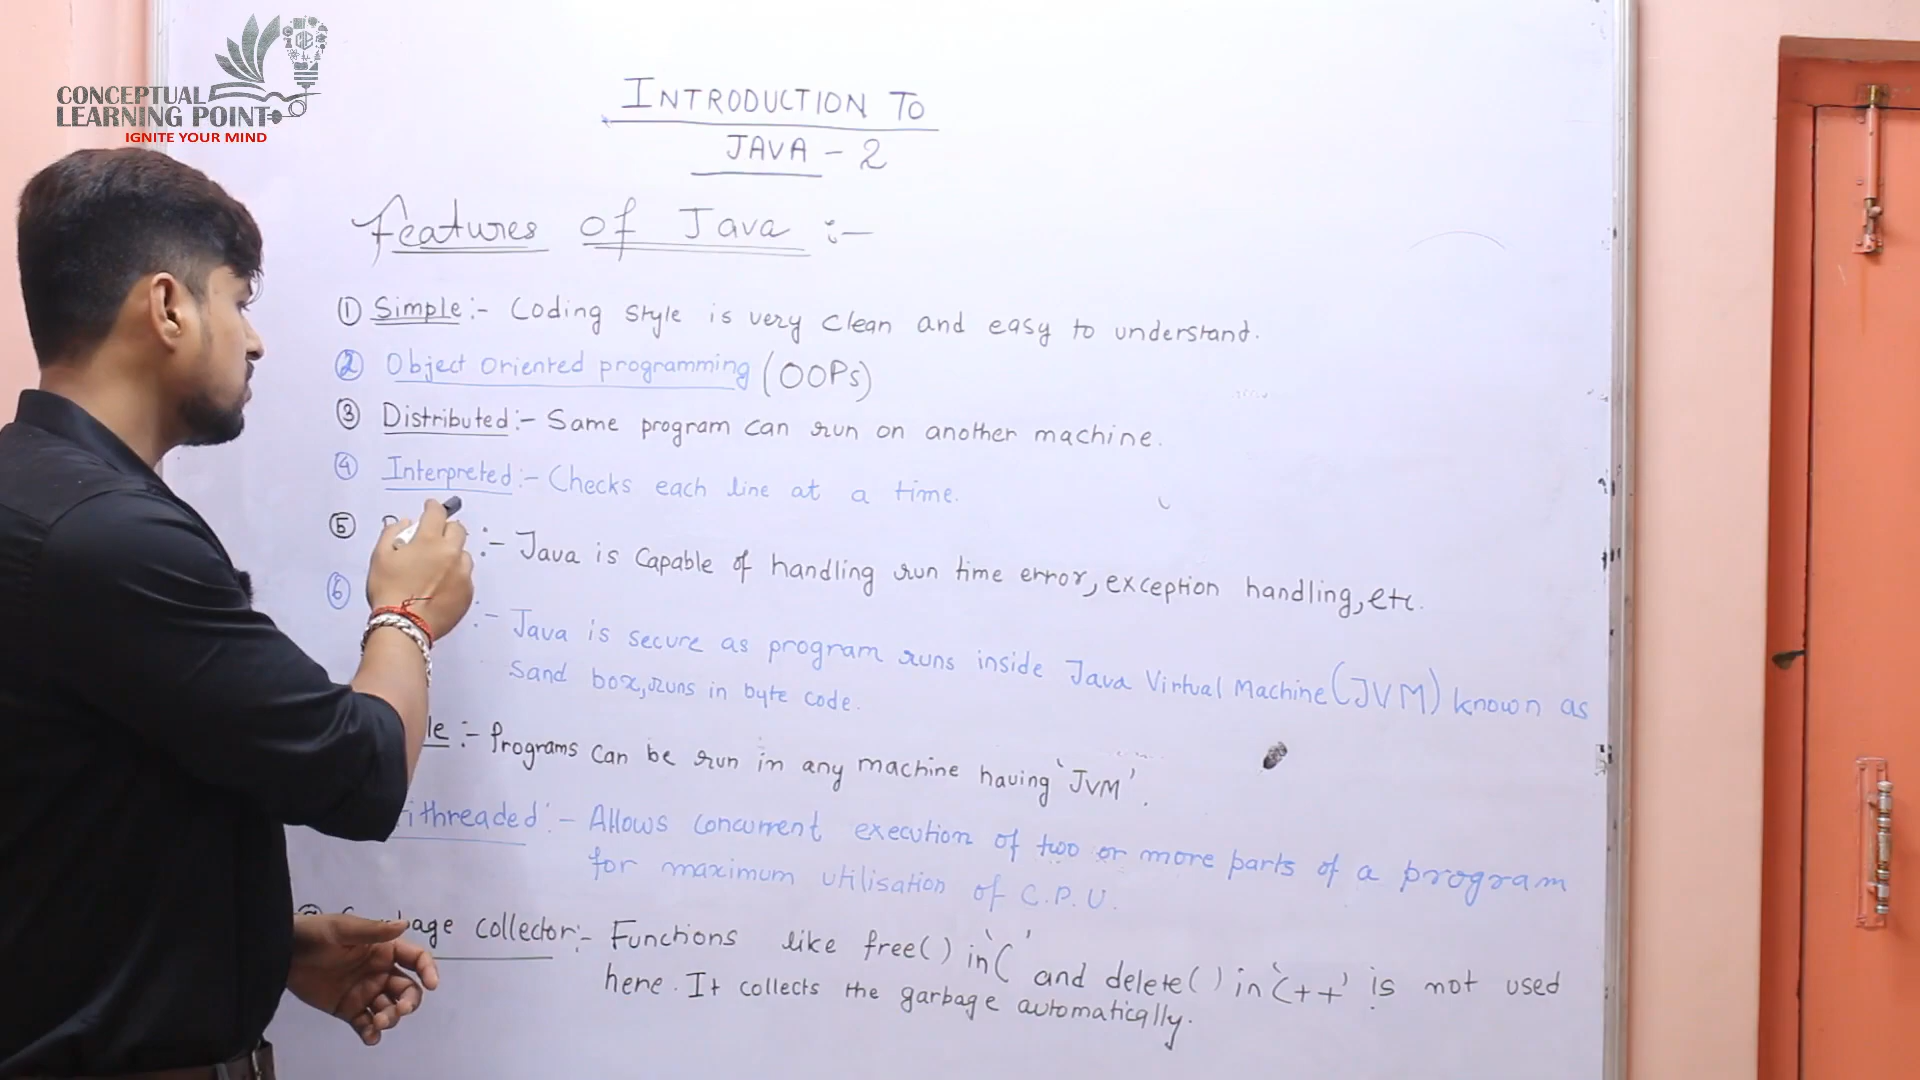 CONCEPTUAL
LEARNING POINT
IGNITE YOUR MIND
INTRODUCTION TO
JAVA - 2
Features of Java :-
① Simple :- Coding style is very clean and easy to understand.
② Object oriented programming (OOPs)
③ Distributed :- Same program can run on another machine.
④ Interpreted :- Checks each line at a time.
⑤ :- Java is capable of handling run time error, exception handling, etc.
⑥ :- Java is secure as program runs inside Java Virtual Machine (JVM) known as
Sand box, runs in byte code.
le :- Programs can be run in any machine having 'JVM'.
ithreaded :- Allows concurrent execution of two or more parts of a program
for maximum utilisation of C.P.U.
bage collector :- Functions like free() in 'C' and delete() in 'C++' is not used
here. It collects the garbage automatically.